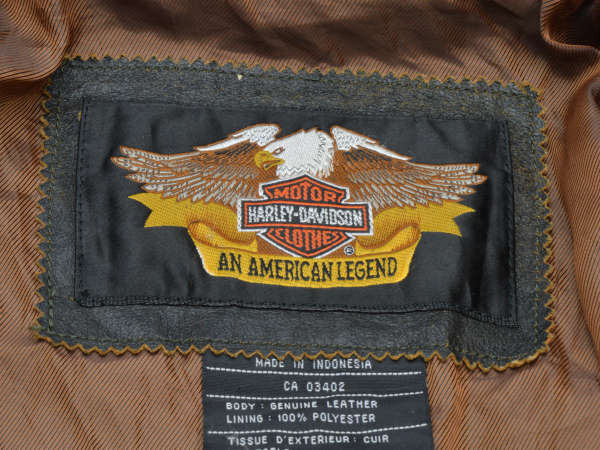 MOTOR
HARLEY-DAVIDSON
CLOTHES
®
AN AMERICAN LEGEND
MADE IN INDONESIA
CA 03402
BODY : GENUINE LEATHER
LINING : 100% POLYESTER
TISSUE D'EXTERIEUR : CUIR